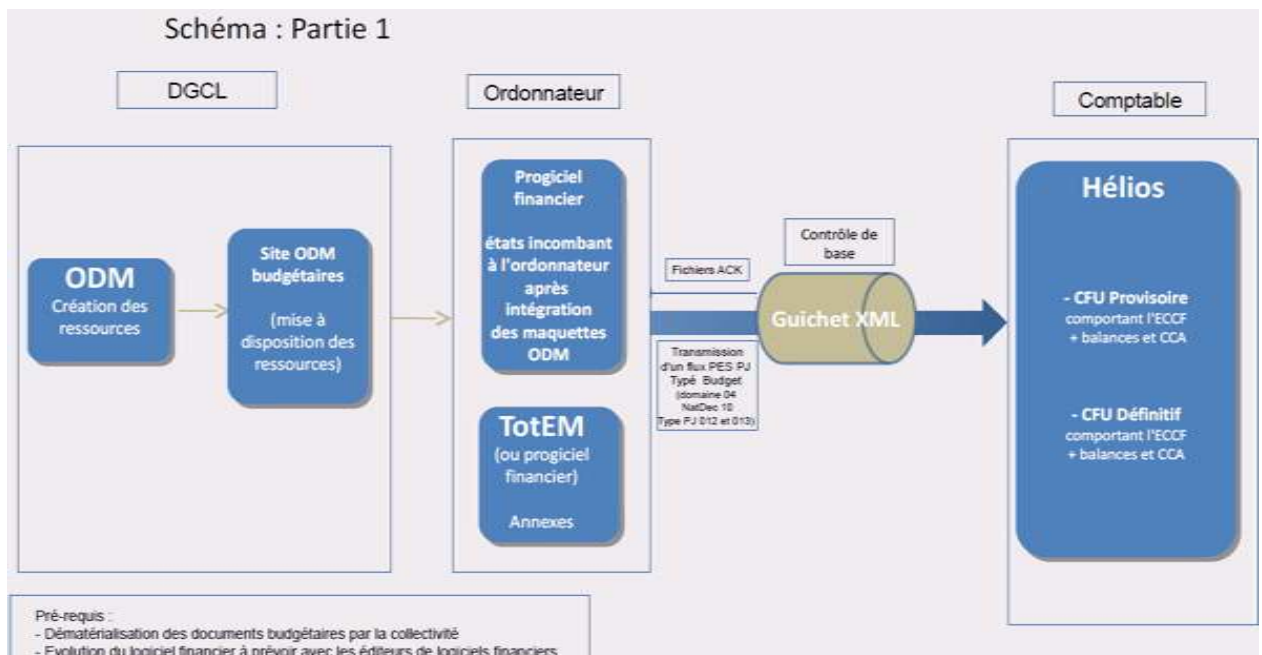 Schéma : Partie 1
DGCL
Ordonnateur
Comptable
ODM
Création des
ressources
Site ODM
budgétaires
(mise à
disposition des
ressources)
Progiciel
financier
états incombant
à l'ordonnateur
après
intégration
des maquettes
ODM
TotEM
(ou progiciel
financier)
Annexes
Fichiers ACK
Transmission
d'un flux PES PJ
Typé Budget
(domaine 04
NatDec 10
Type PJ 012 et 013)
Contrôle de
base
Guichet XML
Hélios
- CFU Provisoire
comportant l'ECCF
+ balances et CCA
- CFU Définitif
comportant l'ECCF
+ balances et CCA
Pré-requis :
- Dématérialisation des documents budgétaires par la collectivité
- Evolution du logiciel financier à prévoir avec les éditeurs de logiciels financiers